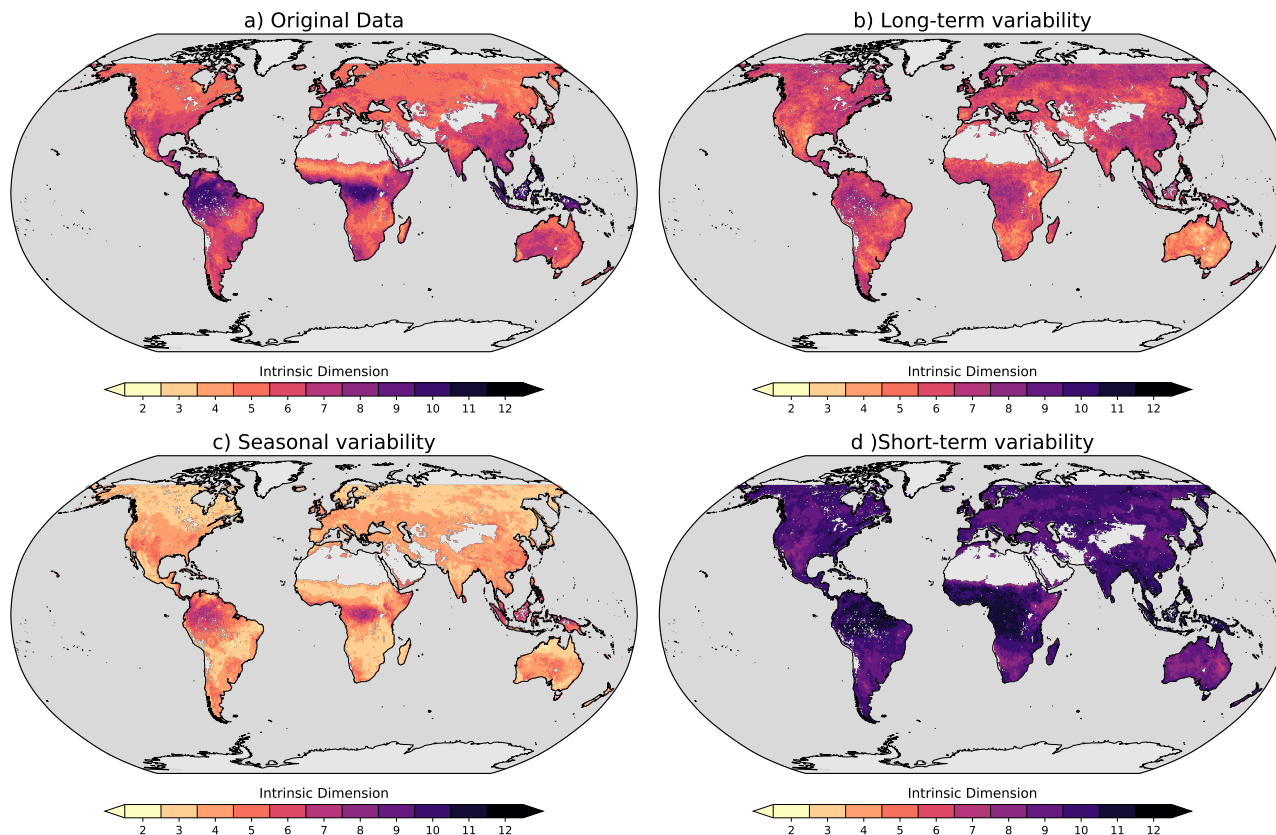 a) Original Data
b) Long-term variability
Intrinsic Dimension
2 3 4 5 6 7 8 9 10 11 12
Intrinsic Dimension
2 3 4 5 6 7 8 9 10 11 12
c) Seasonal variability
d )Short-term variability
Intrinsic Dimension
2 3 4 5 6 7 8 9 10 11 12
Intrinsic Dimension
2 3 4 5 6 7 8 9 10 11 12